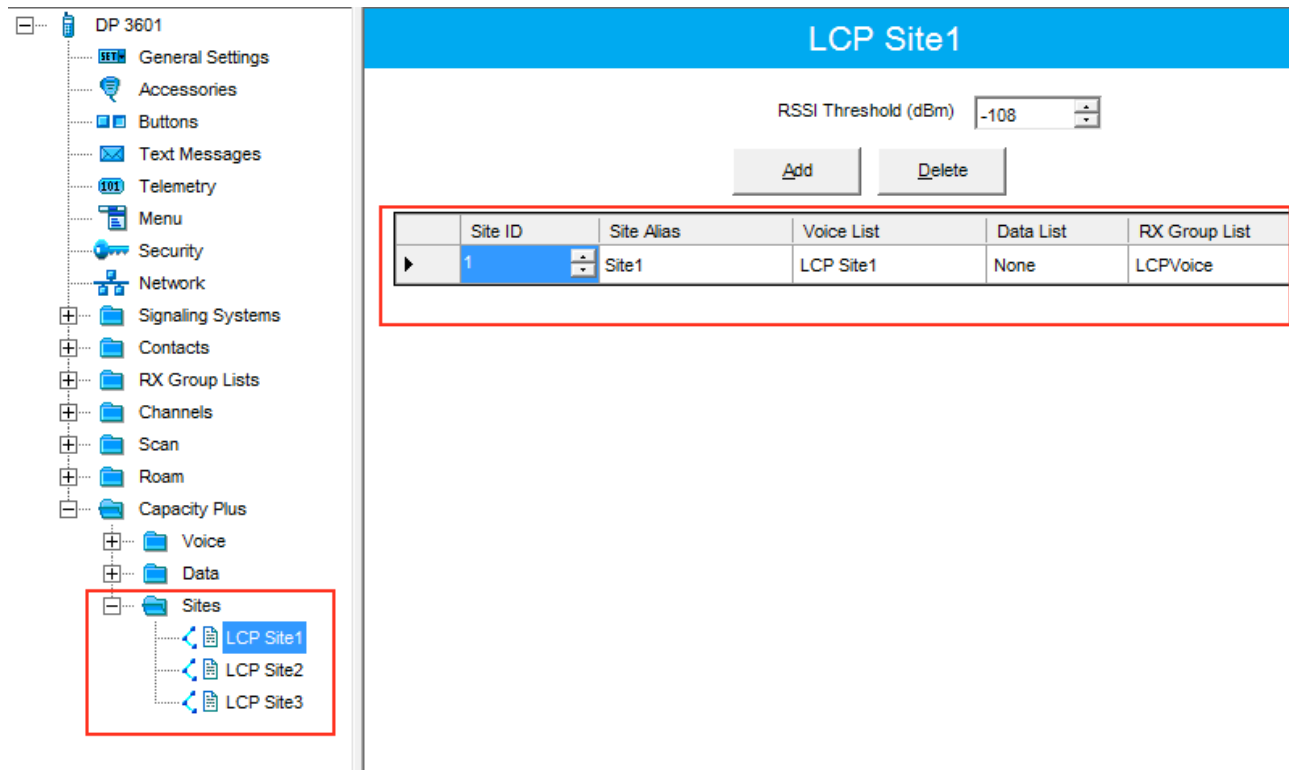 DP 3601
General Settings
Accessories
Buttons
Text Messages
Telemetry
Menu
Security
Network
Signaling Systems
Contacts
RX Group Lists
Channels
Scan
Roam
Capacity Plus
Voice
Data
Sites
LCP Site1
LCP Site2
LCP Site3
LCP Site1
RSSI Threshold (dBm) -108
Add Delete
Site ID Site Alias Voice List Data List RX Group List
1 Site1 LCP Site1 None LCPVoice